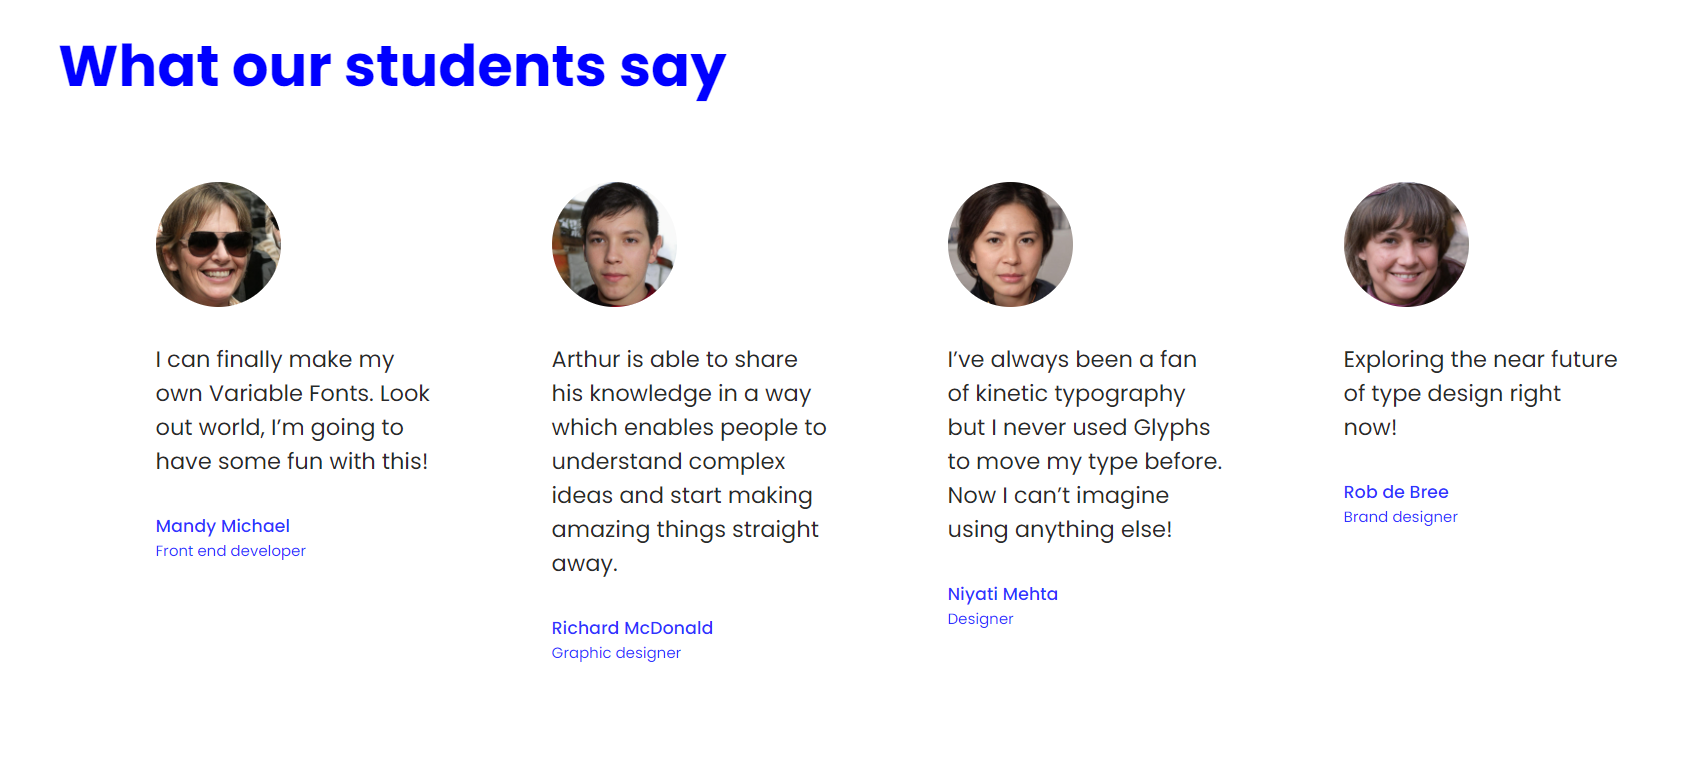 What our students say
I can finally make my
own Variable Fonts. Look
out world, I’m going to
have some fun with this!
Mandy Michael
Front end developer
Arthur is able to share
his knowledge in a way
which enables people to
understand complex
ideas and start making
amazing things straight
away.
Richard McDonald
Graphic designer
I’ve always been a fan
of kinetic typography
but I never used Glyphs
to move my type before.
Now I can’t imagine
using anything else!
Niyati Mehta
Designer
Exploring the near future
of type design right
now!
Rob de Bree
Brand designer